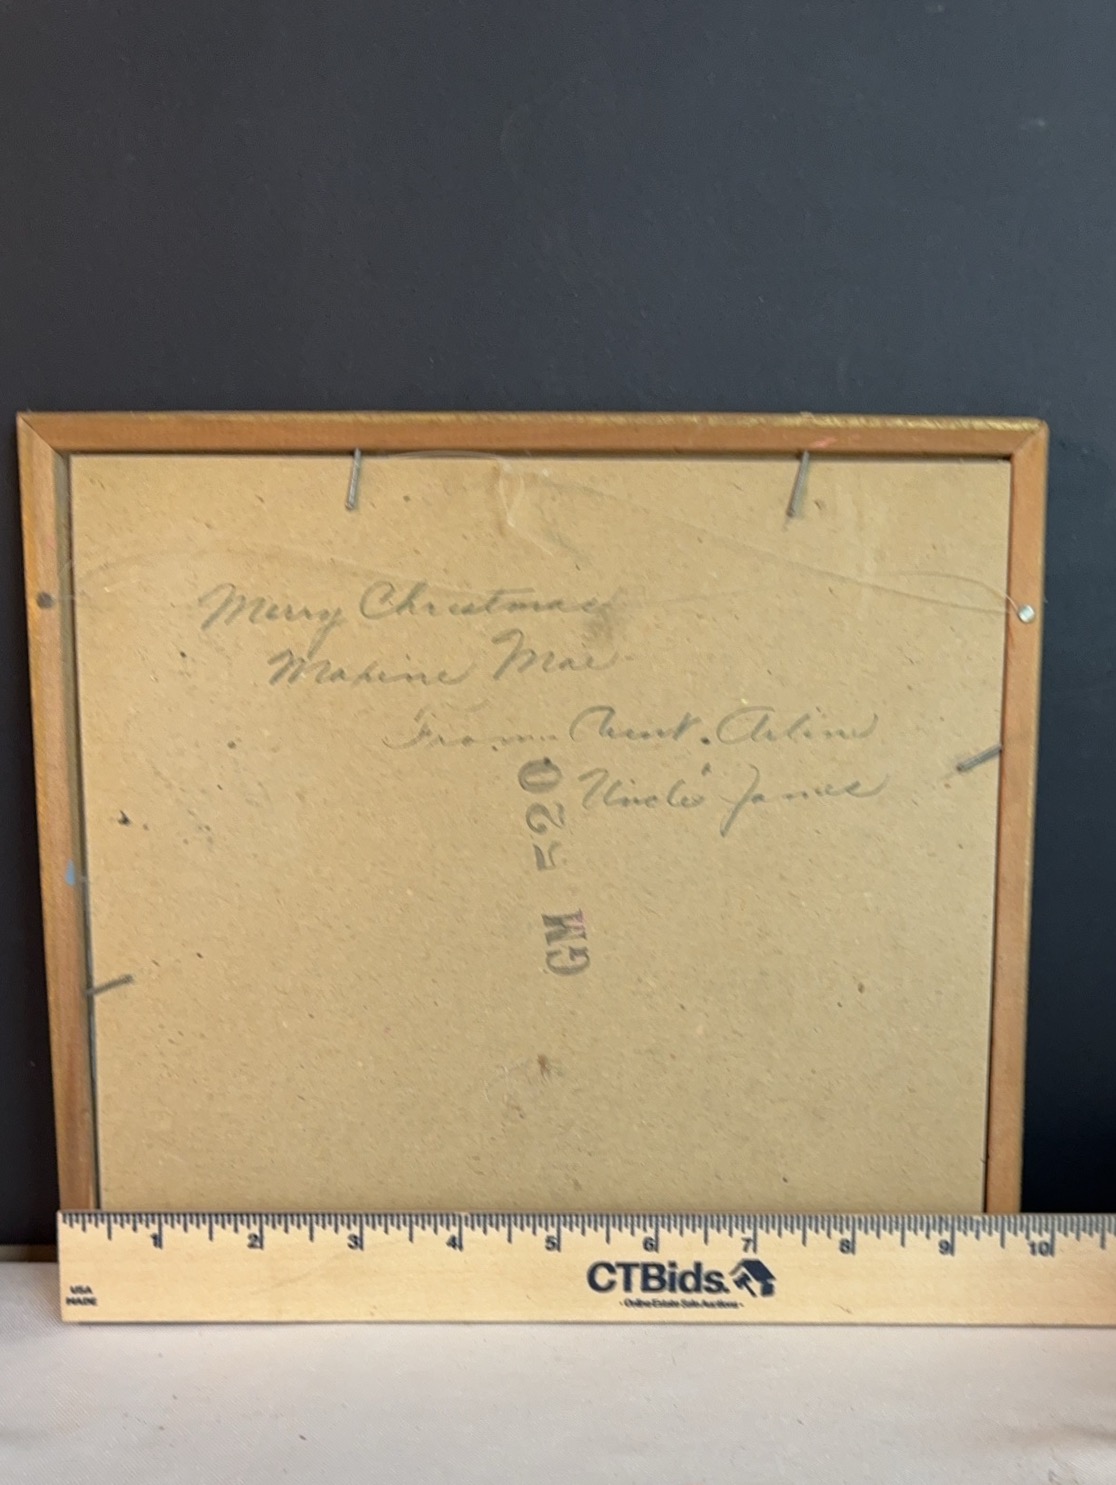 Merry Christmas
Maxine Mae
From Aunt. Arline
& Uncle James
GM 520
1 2 3 4 5 6 7 8 9 10
CTBids.
- Online Estate Sale Auctions -
USA
MADE